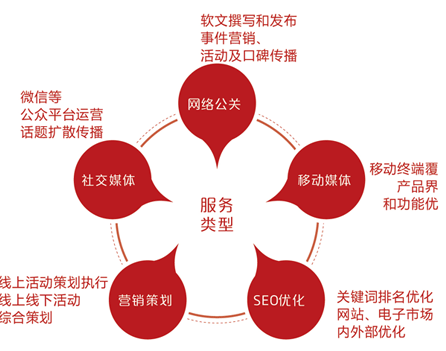 软文撰写和发布
事件营销、
活动及口碑传播
网络公关
微信等
公众平台运营
话题扩散传播
社交媒体
移动媒体
移动终端覆
产品界
和功能优
服务
类型
线上活动策划执行
线上线下活动
综合策划
营销策划
SEO优化
关键词排名优化
网站、电子市场
内外部优化